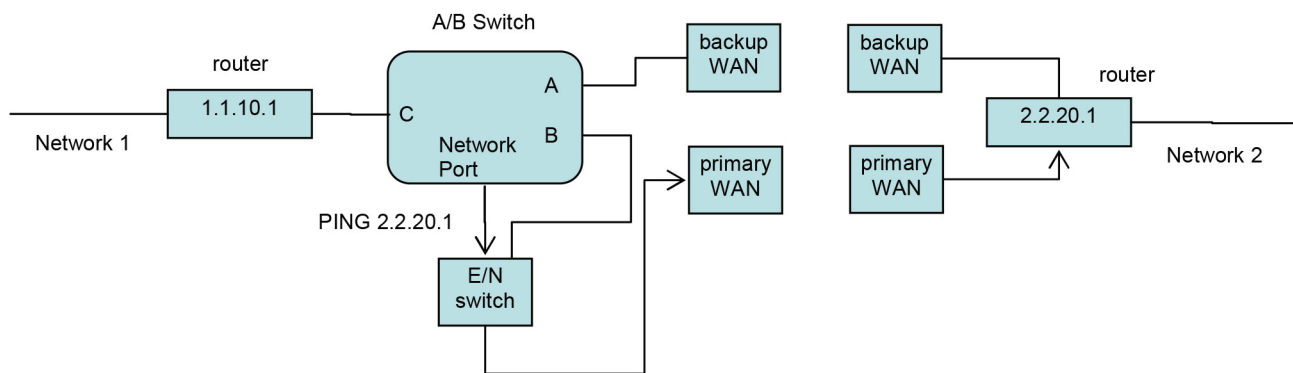 A/B Switch
router
1.1.10.1
Network 1
C
A
B
Network
Port
PING 2.2.20.1
E/N
switch
backup
WAN
primary
WAN
backup
WAN
primary
WAN
router
2.2.20.1
Network 2